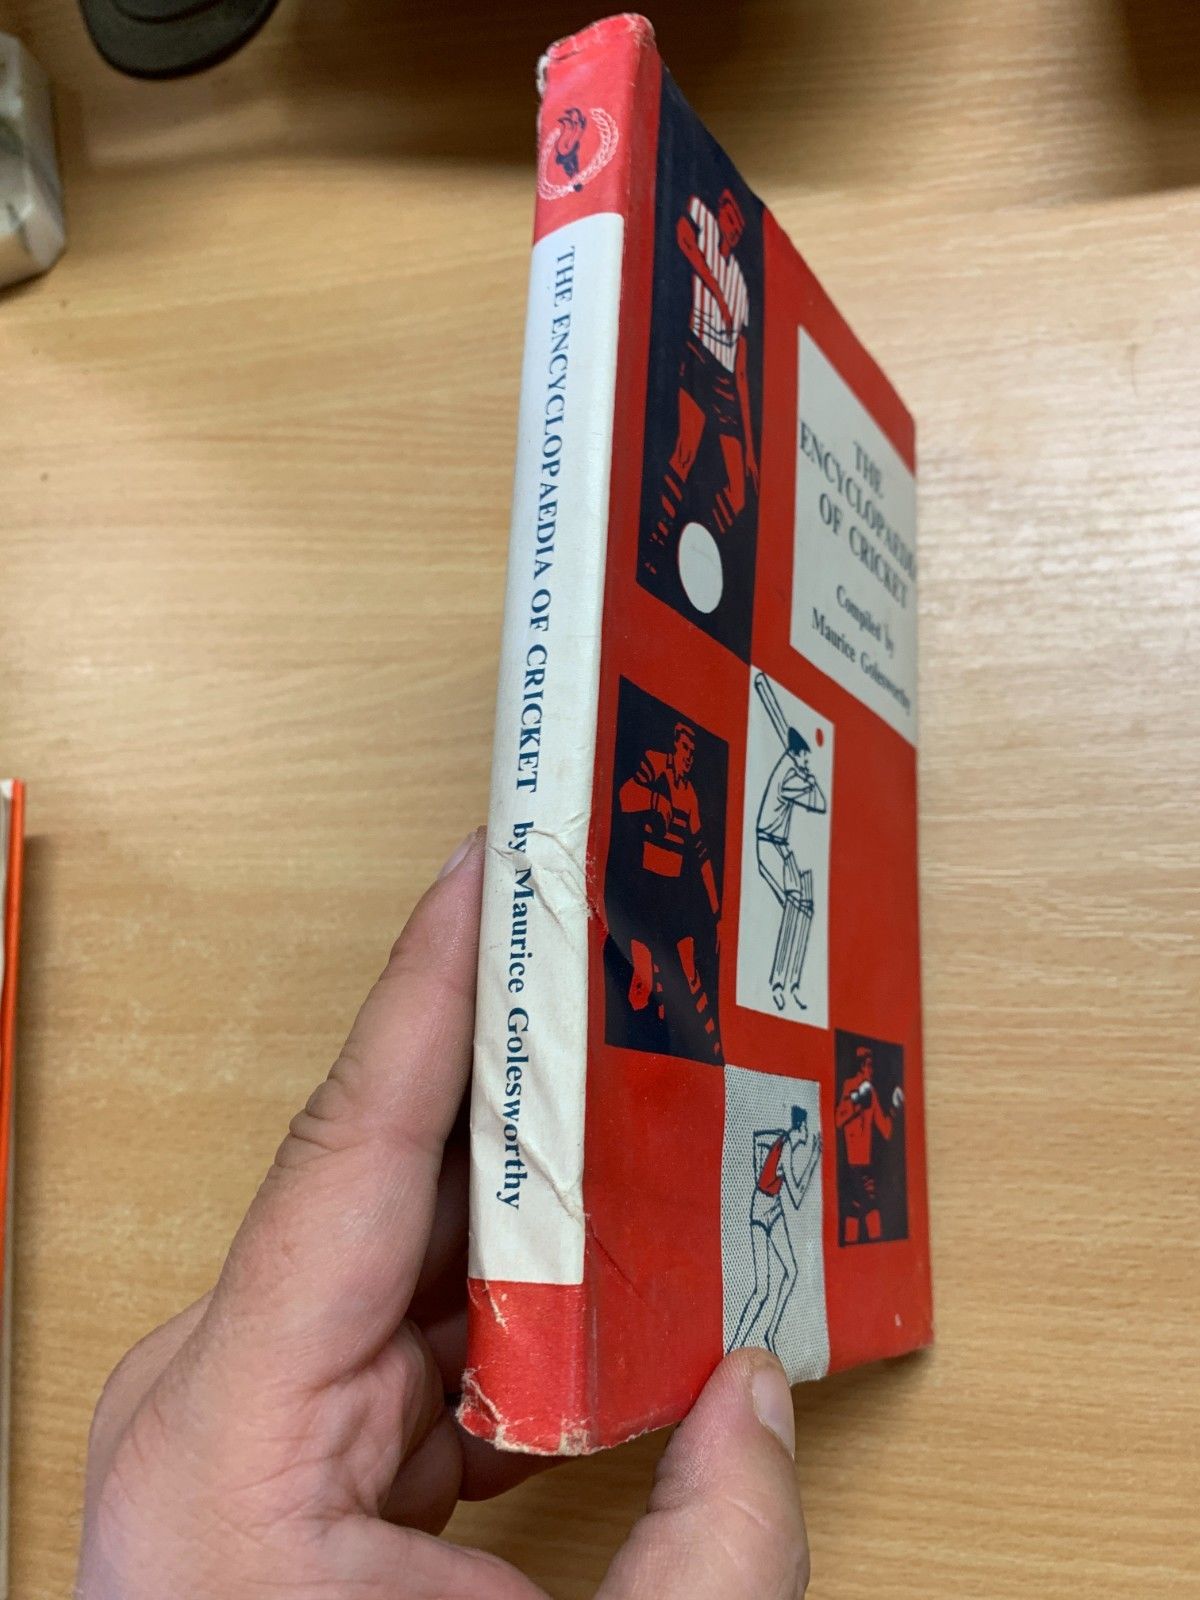 THE ENCYCLOPAEDIA OF CRICKET by Maurice Golesworthy
THE
ENCYCLOPAEDIA
OF CRICKET
Compiled by
Maurice Golesworthy